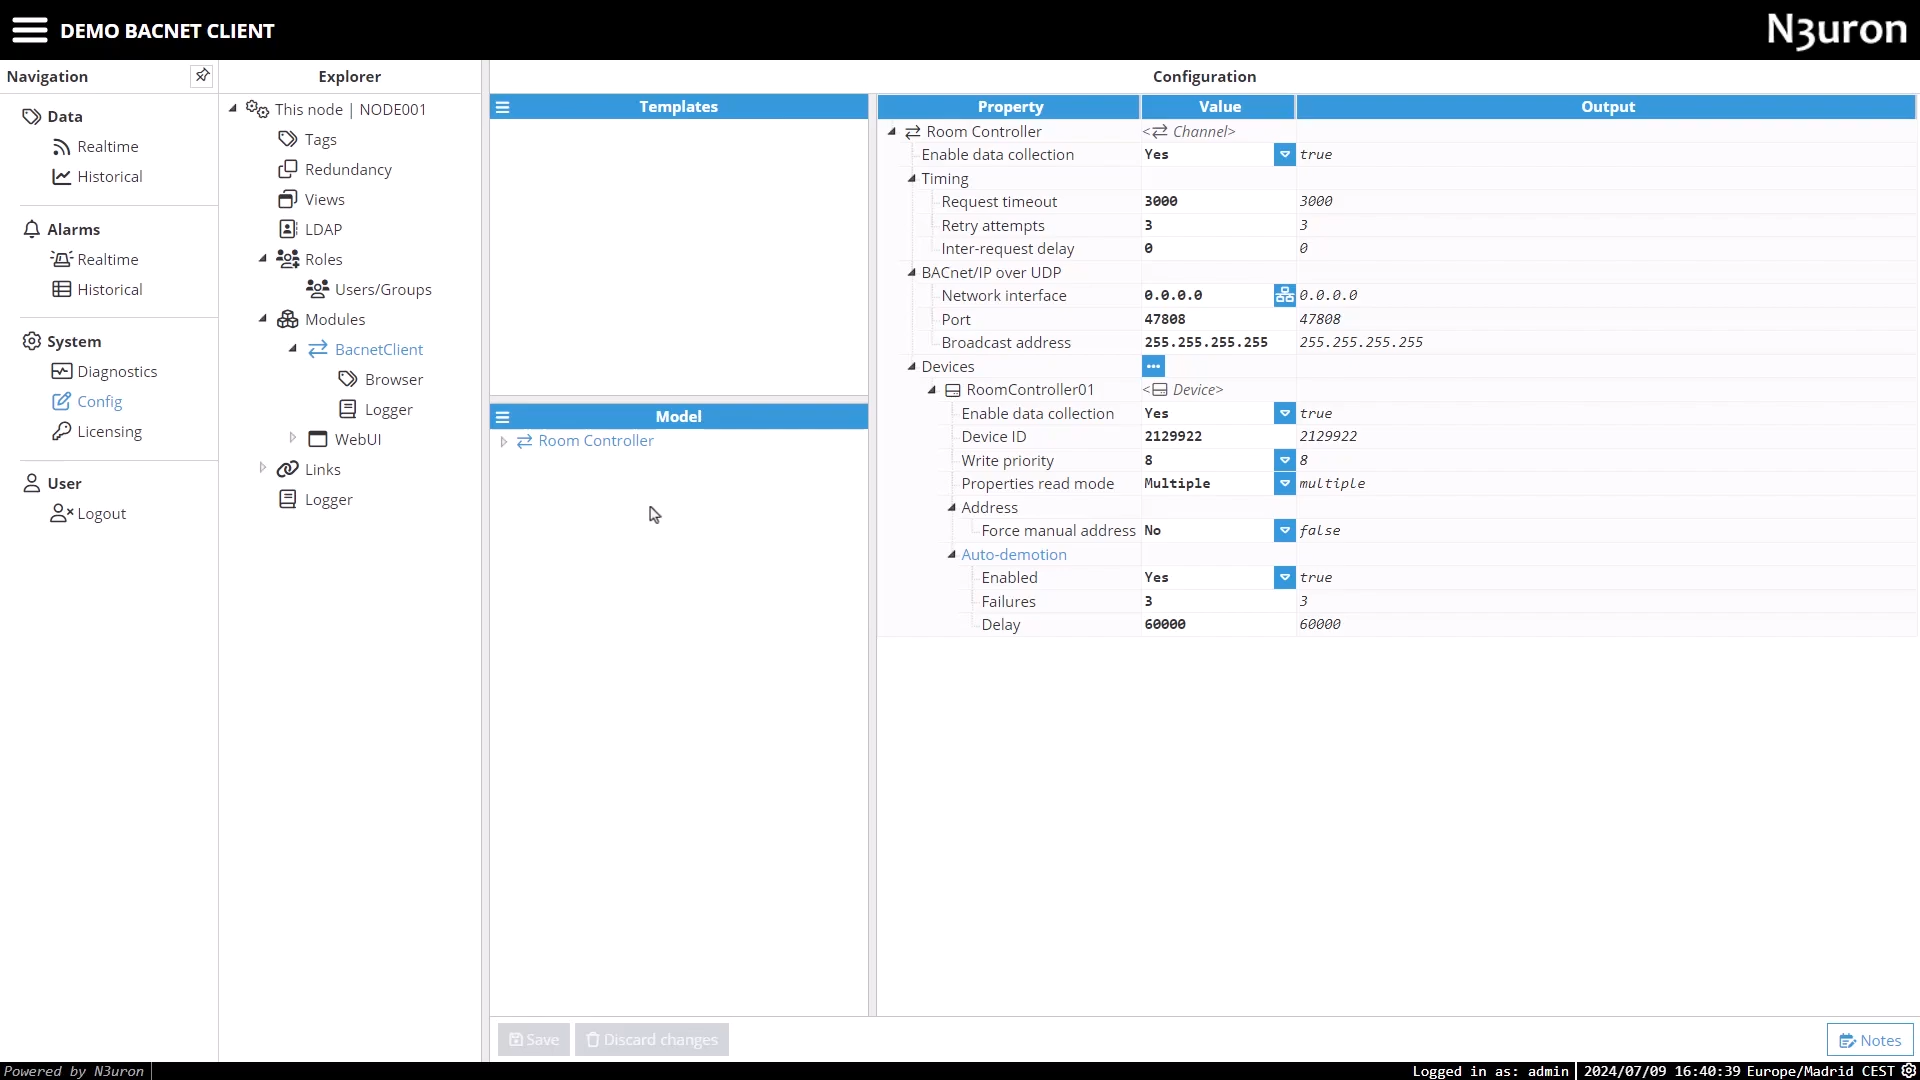 DEMO BACNET CLIENT
N3uron
Navigation
Data
Realtime
Historical
Alarms
Realtime
Historical
System
Diagnostics
Config
Licensing
User
Logout
Explorer
This node | NODE001
Tags
Redundancy
Views
LDAP
Roles
Users/Groups
Modules
BacnetClient
Browser
Logger
WebUI
Links
Logger
Configuration
Templates
Model
Room Controller
Property Value Output
Room Controller < Channel>
Enable data collection Yes true
Timing
Request timeout 3000 3000
Retry attempts 3 3
Inter-request delay 0 0
BACnet/IP over UDP
Network interface 0.0.0.0 0.0.0.0
Port 47808 47808
Broadcast address 255.255.255.255 255.255.255.255
Devices
RoomController01 < Device>
Enable data collection Yes true
Device ID 2129922 2129922
Write priority 8 8
Properties read mode Multiple multiple
Address
Force manual address No false
Auto-demotion
Enabled Yes true
Failures 3 3
Delay 60000 60000
Save Discard changes
Notes
Powered by N3uron
Logged in as: admin 2024/07/09 16:40:39 Europe/Madrid CEST